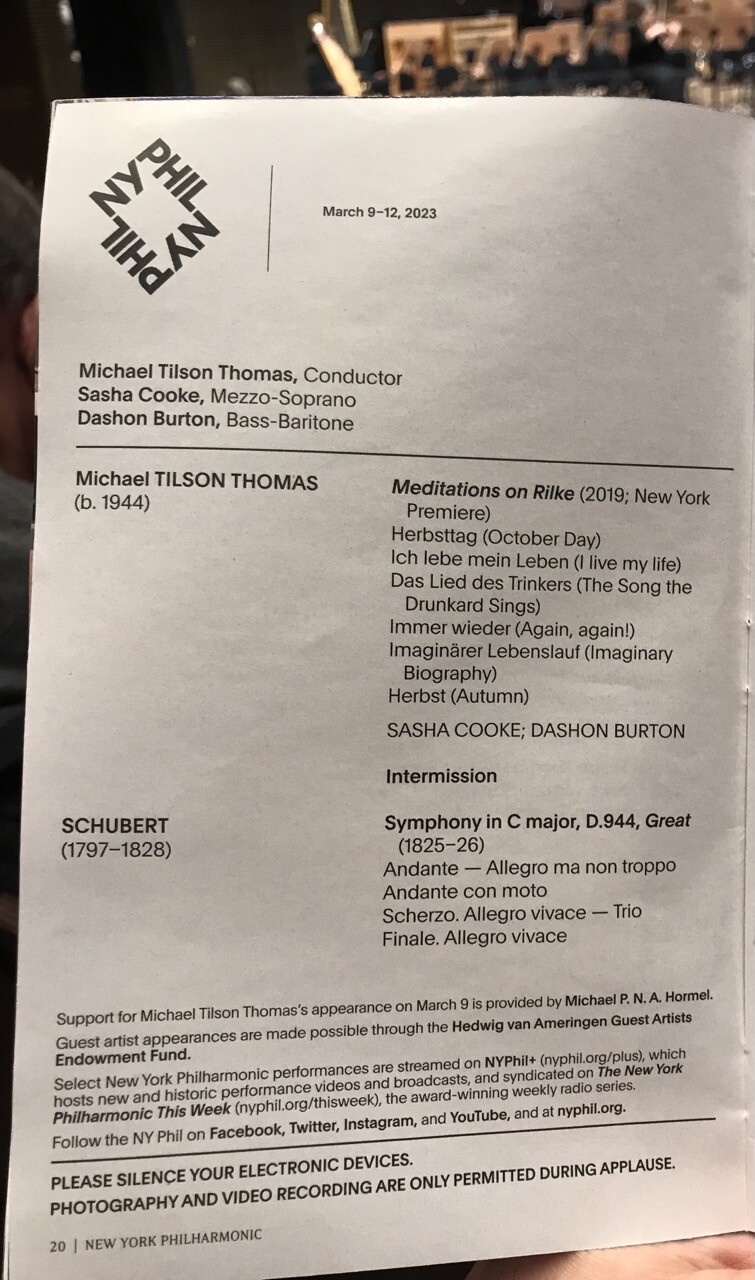 NY PHIL NY PHIL
March 9–12, 2023
Michael Tilson Thomas, Conductor
Sasha Cooke, Mezzo-Soprano
Dashon Burton, Bass-Baritone
Michael TILSON THOMAS
(b. 1944)
Meditations on Rilke (2019; New York
Premiere)
Herbsttag (October Day)
Ich lebe mein Leben (I live my life)
Das Lied des Trinkers (The Song the
Drunkard Sings)
Immer wieder (Again, again!)
Imaginärer Lebenslauf (Imaginary
Biography)
Herbst (Autumn)
SASHA COOKE; DASHON BURTON
Intermission
SCHUBERT
(1797–1828)
Symphony in C major, D.944, Great
(1825–26)
Andante — Allegro ma non troppo
Andante con moto
Scherzo. Allegro vivace — Trio
Finale. Allegro vivace
Support for Michael Tilson Thomas's appearance on March 9 is provided by Michael P. N. A. Hormel.
Guest artist appearances are made possible through the Hedwig van Ameringen Guest Artists
Endowment Fund.
Select New York Philharmonic performances are streamed on NYPhil+ (nyphil.org/plus), which
hosts new and historic performance videos and broadcasts, and syndicated on The New York
Philharmonic This Week (nyphil.org/thisweek), the award-winning weekly radio series.
Follow the NY Phil on Facebook, Twitter, Instagram, and YouTube, and at nyphil.org.
PLEASE SILENCE YOUR ELECTRONIC DEVICES.
PHOTOGRAPHY AND VIDEO RECORDING ARE ONLY PERMITTED DURING APPLAUSE.
20 | NEW YORK PHILHARMONIC